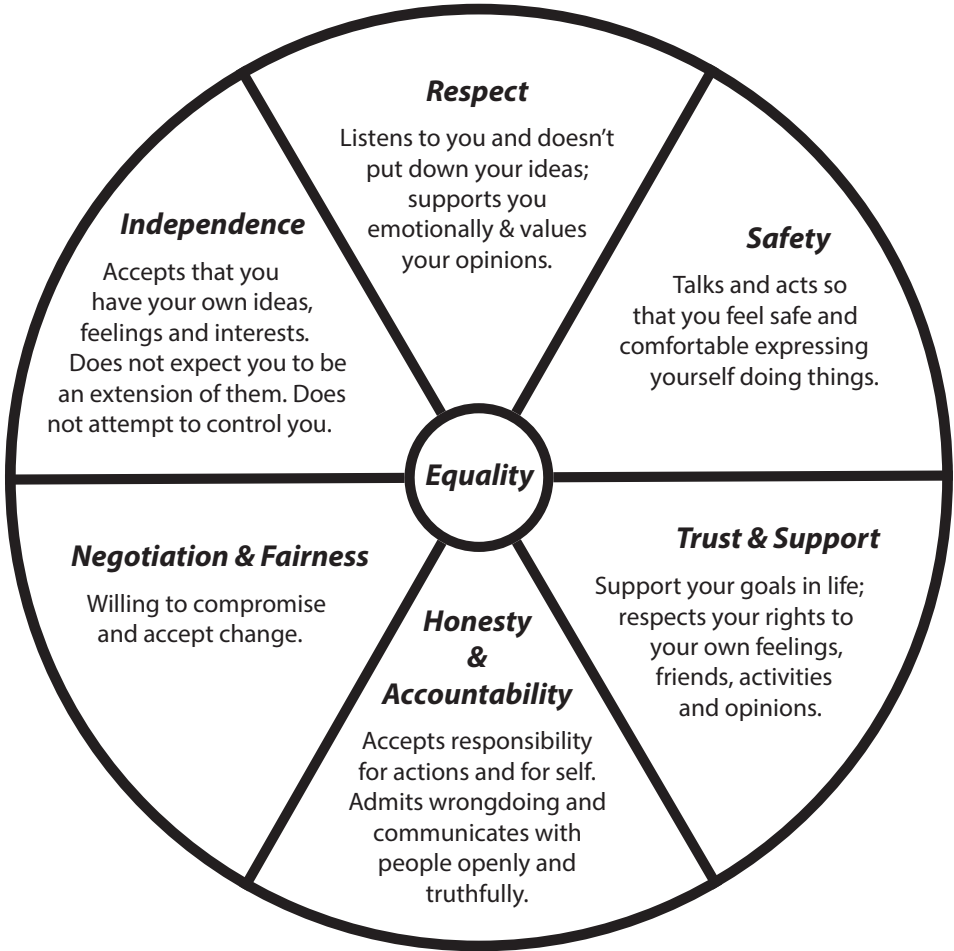 Respect
Listens to you and doesn’t
put down your ideas;
supports you
emotionally & values
your opinions.
Safety
Talks and acts so
that you feel safe and
comfortable expressing
yourself doing things.
Trust & Support
Support your goals in life;
respects your rights to
your own feelings,
friends, activities
and opinions.
Honesty
&
Accountability
Accepts responsibility
for actions and for self.
Admits wrongdoing and
communicates with
people openly and
truthfully.
Negotiation & Fairness
Willing to compromise
and accept change.
Independence
Accepts that you
have your own ideas,
feelings and interests.
Does not expect you to be
an extension of them. Does
not attempt to control you.
Equality